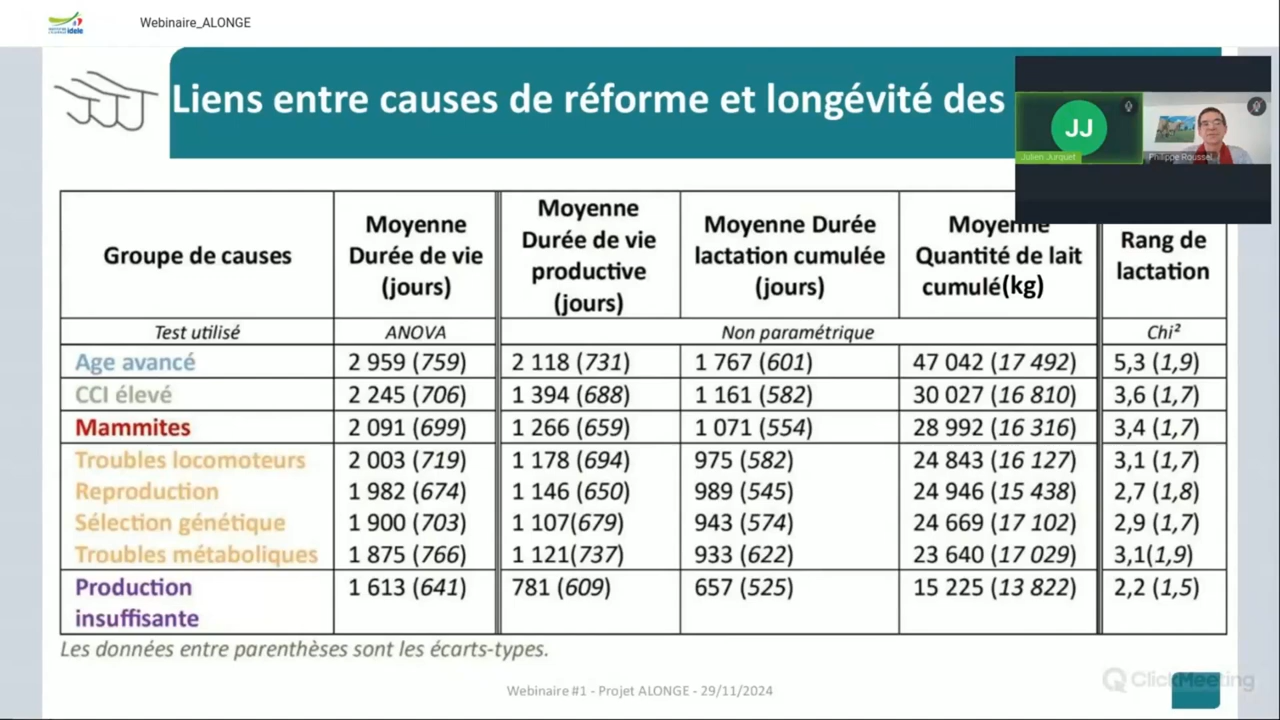 Webinaire_ALONGE
idele
Liens entre causes de réforme et longévité des
JJ
Julien Jurquet
Philippe Roussel
Groupe de causes
Moyenne
Durée de vie
(jours)
Moyenne
Durée de vie
productive
(jours)
Moyenne Durée
lactation cumulée
(jours)
Moyenne
Quantité de lait
cumulé(kg)
Rang de
lactation
Test utilisé ANOVA Non paramétrique Chi²
Age avancé 2 959 (759) 2 118 (731) 1 767 (601) 47 042 (17 492) 5,3 (1,9)
CCI élevé 2 245 (706) 1 394 (688) 1 161 (582) 30 027 (16 810) 3,6 (1,7)
Mammites 2 091 (699) 1 266 (659) 1 071 (554) 28 992 (16 316) 3,4 (1,7)
Troubles locomoteurs 2 003 (719) 1 178 (694) 975 (582) 24 843 (16 127) 3,1 (1,7)
Reproduction 1 982 (674) 1 146 (650) 989 (545) 24 946 (15 438) 2,7 (1,8)
Sélection génétique 1 900 (703) 1 107(679) 943 (574) 24 669 (17 102) 2,9 (1,7)
Troubles métaboliques 1 875 (766) 1 121(737) 933 (622) 23 640 (17 029) 3,1(1,9)
Production 1 613 (641) 781 (609) 657 (525) 15 225 (13 822) 2,2 (1,5)
insuffisante
Les données entre parenthèses sont les écarts-types.
Webinaire #1 - Projet ALONGE - 29/11/2024
ClickMeeting